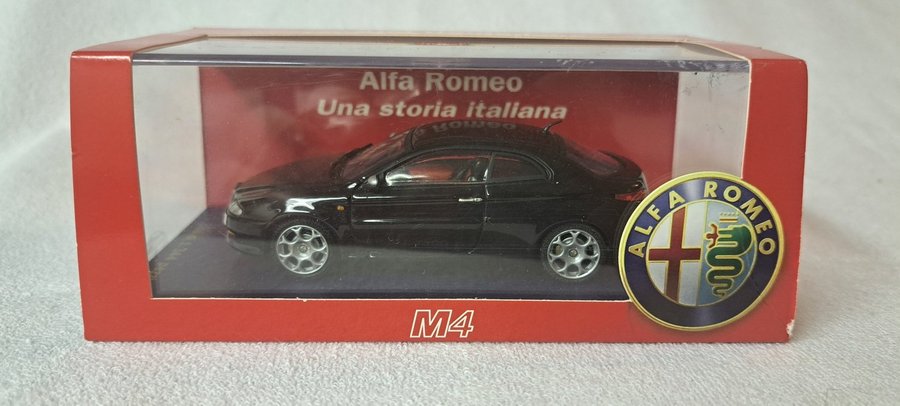 Alfa Romeo
Una storia italiana
M4
ALFA ROMEO